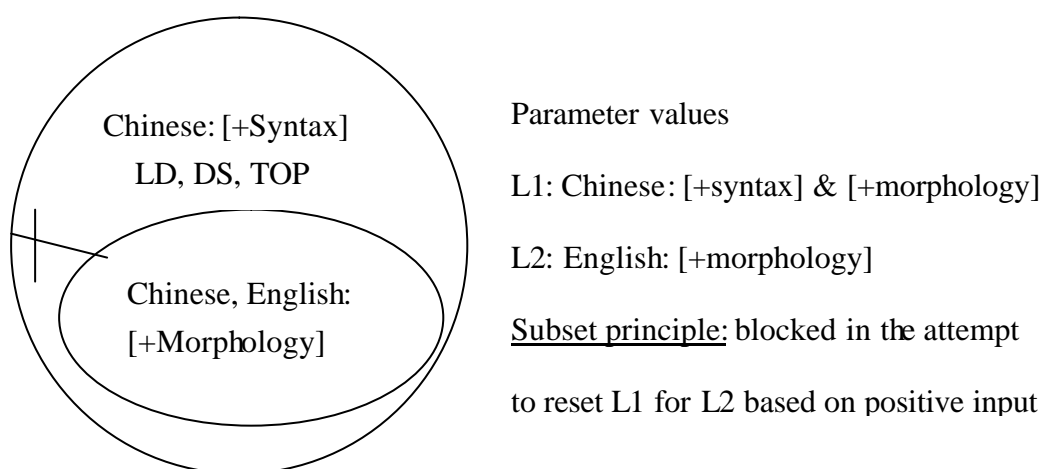 Chinese: [+Syntax]
LD, DS, TOP
Chinese, English:
[+Morphology]
Parameter values
L1: Chinese: [+syntax] & [+morphology]
L2: English: [+morphology]
Subset principle: blocked in the attempt
to reset L1 for L2 based on positive input